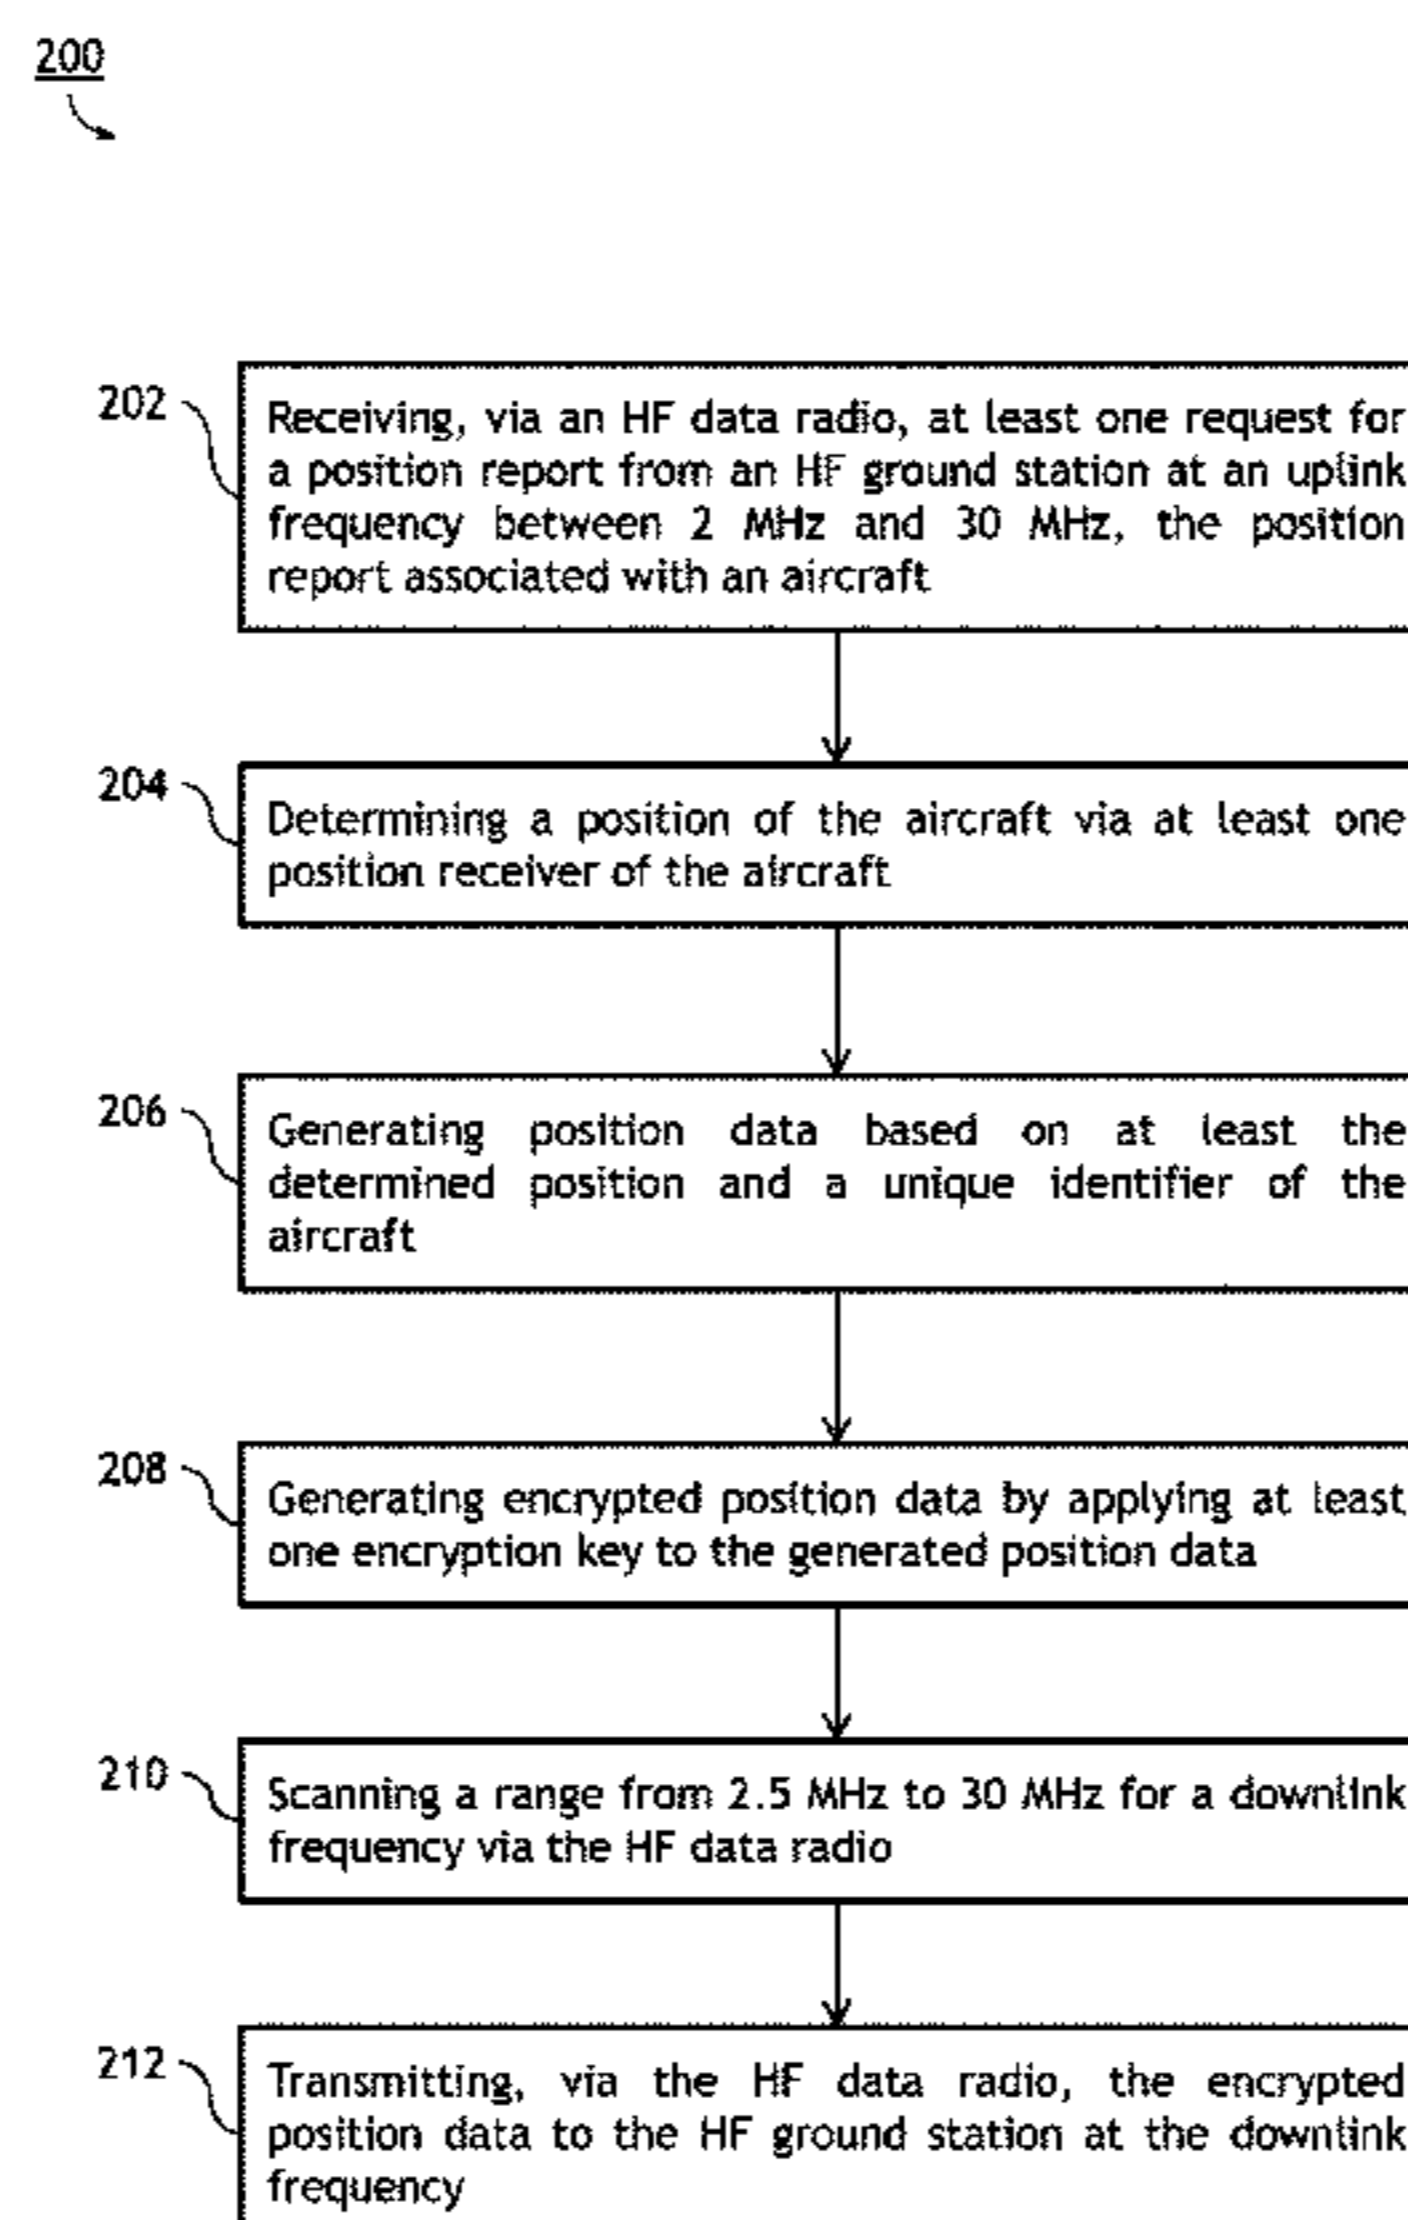 200
202
Receiving, via an HF data radio, at least one request for
a position report from an HF ground station at an uplink
frequency between 2 MHz and 30 MHz, the position
report associated with an aircraft
204
Determining a position of the aircraft via at least one
position receiver of the aircraft
206
Generating position data based on at least the
determined position and a unique identifier of the
aircraft
208
Generating encrypted position data by applying at least
one encryption key to the generated position data
210
Scanning a range from 2.5 MHz to 30 MHz for a downlink
frequency via the HF data radio
212
Transmitting, via the HF data radio, the encrypted
position data to the HF ground station at the downlink
frequency